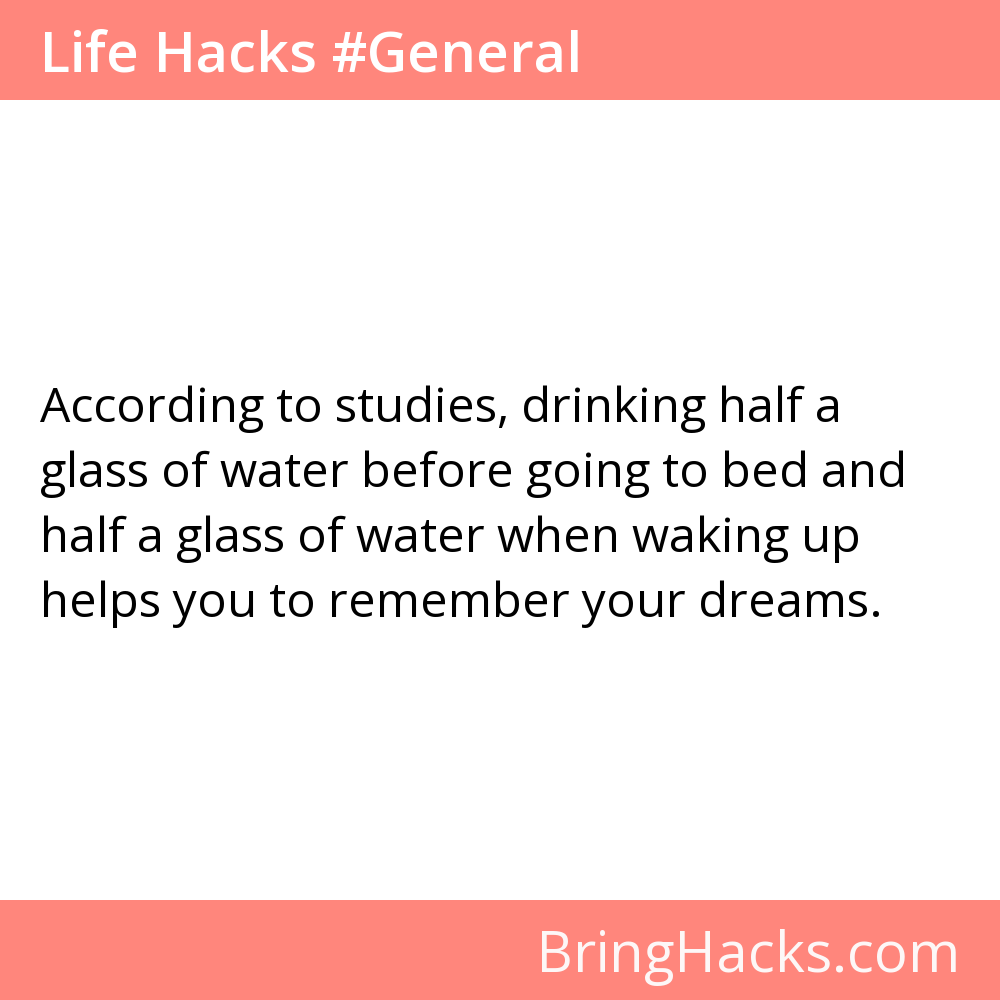 Life Hacks #General
According to studies, drinking half a
glass of water before going to bed and
half a glass of water when waking up
helps you to remember your dreams.
BringHacks.com